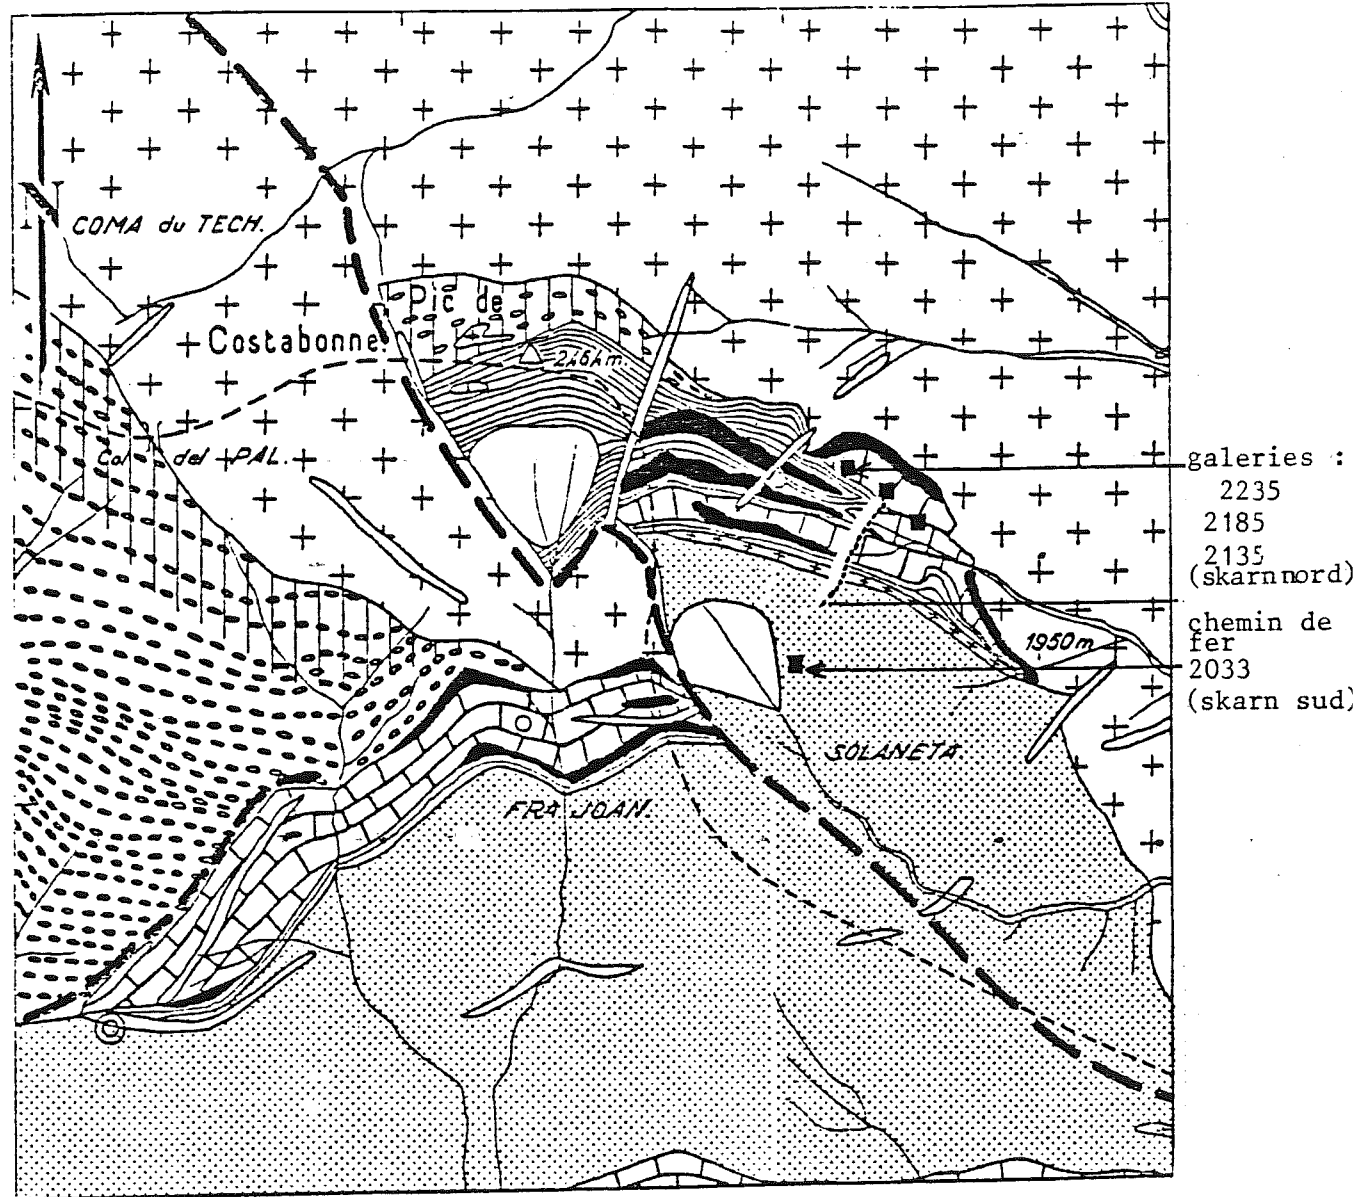 N
COMA du TECH.
Pic de
Costabonne.
2464m.
Col del PAL.
galeries :
2235
2185
2135
(skarn nord)
chemin de
fer
1950m
2033
(skarn sud)
SOLANETA
FRA JOAN.